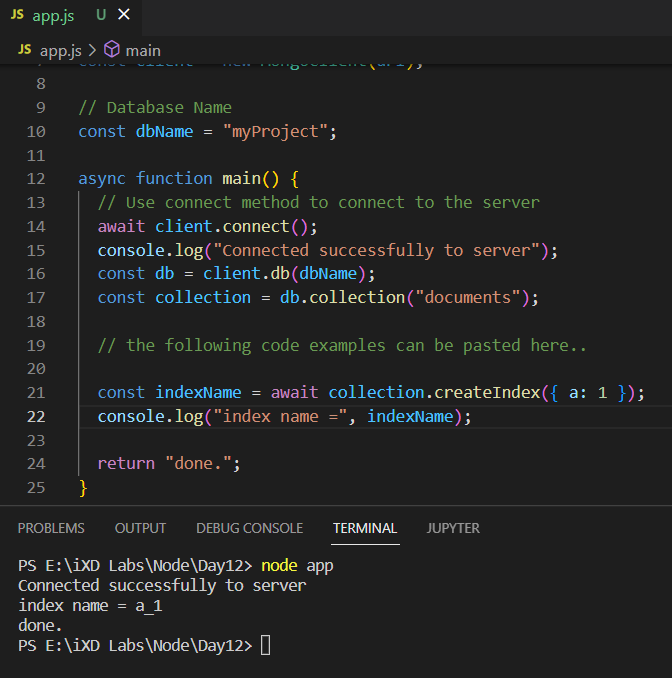 JS app.js U ×
JS app.js > main
7 const client = new MongoClient(url);
8
9 // Database Name
10 const dbName = "myProject";
11
12 async function main() {
13 // Use connect method to connect to the server
14 await client.connect();
15 console.log("Connected successfully to server");
16 const db = client.db(dbName);
17 const collection = db.collection("documents");
18
19 // the following code examples can be pasted here..
20
21 const indexName = await collection.createIndex({ a: 1 });
22 console.log("index name =", indexName);
23
24 return "done.";
25 }
PROBLEMS OUTPUT DEBUG CONSOLE TERMINAL JUPYTER
PS E:\iXD Labs\Node\Day12> node app
Connected successfully to server
index name = a_1
done.
PS E:\iXD Labs\Node\Day12>